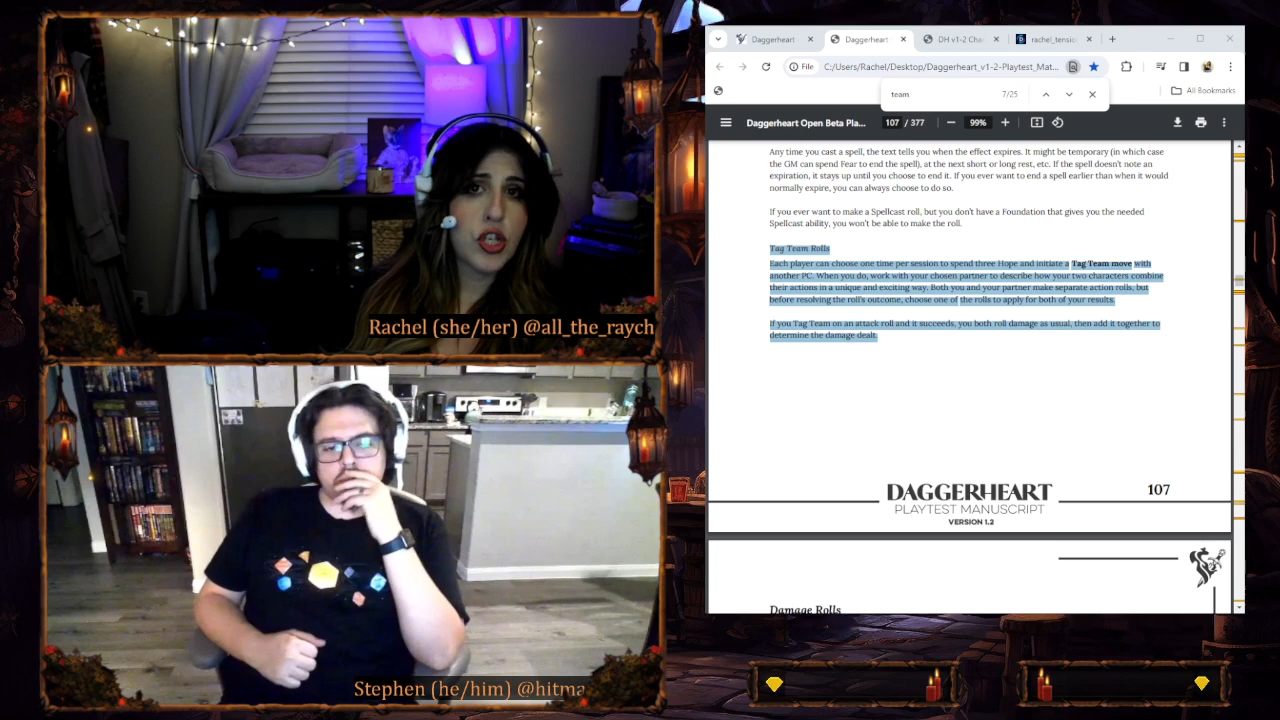 Rachel (she/her) @all_the_raych
Stephen (he/him) @hitma
Daggerheart
Daggerheart
DH v1-2 Cha
rachel_tensio
File
C:/Users/Rachel/Desktop/Daggerheart_v1-2-Playtest_Mat...
team
7/25
All Bookmarks
Daggerheart Open Beta Pla...
107 / 377
99%
Any time you cast a spell, the text tells you when the effect expires. It might be temporary (in which case
the GM can spend Fear to end the spell), at the next short or long rest, etc. If the spell doesn't note an
expiration, it stays up until you choose to end it. If you ever want to end a spell earlier than when it would
normally expire, you can always choose to do so.
If you ever want to make a Spellcast roll, but you don't have a Foundation that gives you the needed
Spellcast ability, you won't be able to make the roll.
Tag Team Rolls
Each player can choose one time per session to spend three Hope and initiate a Tag Team move with
another PC. When you do, work with your chosen partner to describe how your two characters combine
their actions in a unique and exciting way. Both you and your partner make separate action rolls, but
before resolving the roll's outcome, choose one of the rolls to apply for both of your results.
If you Tag Team on an attack roll and it succeeds, you both roll damage as usual, then add it together to
determine the damage dealt.
DAGGERHEART
PLAYTEST MANUSCRIPT
VERSION 1.2
107
Damage Rolls